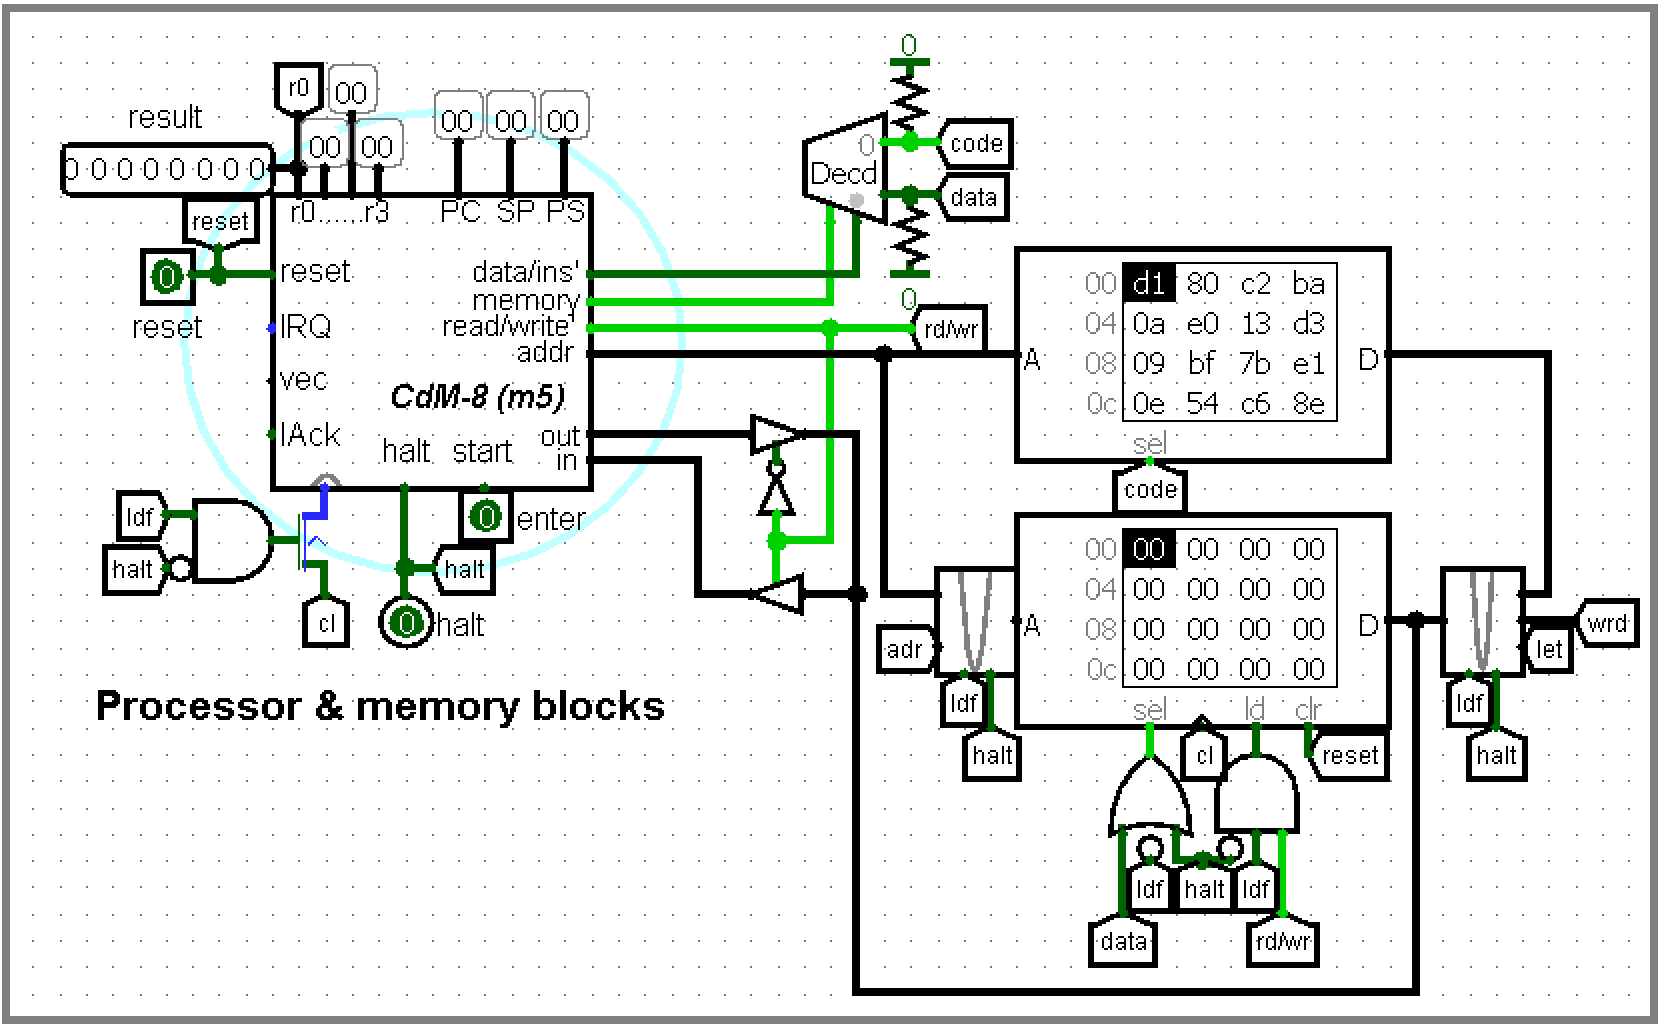 0
r0
00
00 00 00
result
00 00
0 0 0 0 0 0 0 0
0
code
Decd
data
r0......r3 PC SP PS
reset
0
reset
data/ins'
memory
0
reset
IRQ
read/write'
rd/wr
addr
vec
CdM-8 (m5)
IAck
halt start
out
in
A
D
00 d1 80 c2 ba
04 0a e0 13 d3
08 09 bf 7b e1
0c 0e 54 c6 8e
sel
code
ldf
halt
cl
0
enter
halt
0
halt
A
D
00 00 00 00 00
04 00 00 00 00
08 00 00 00 00
0c 00 00 00 00
adr
ldf
halt
sel
ld
clr
cl
reset
wrd
let
ldf
halt
Processor & memory blocks
ldf
halt
ldf
data
rd/wr